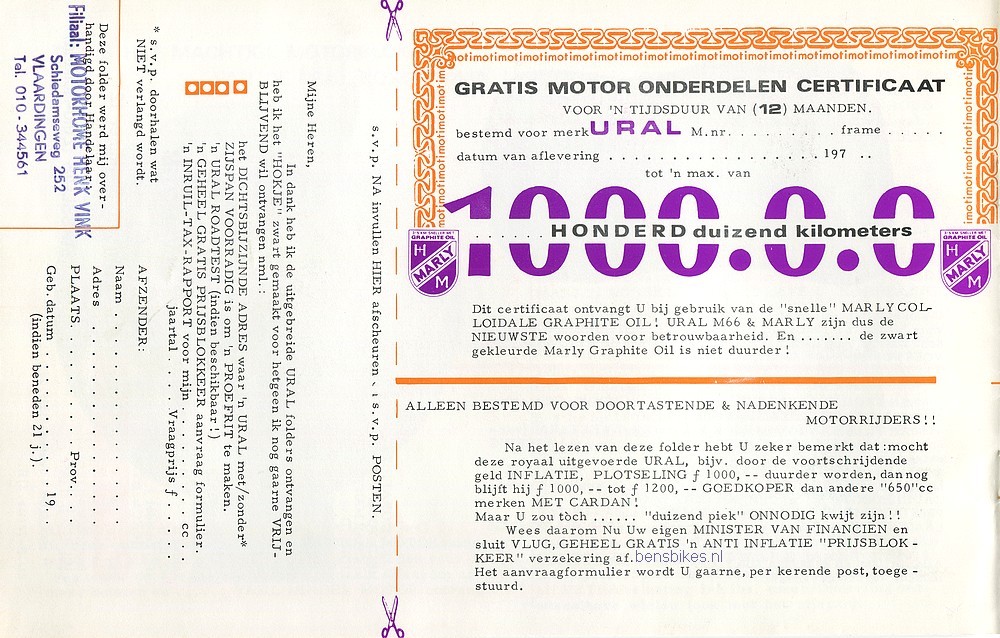 GRATIS MOTOR ONDERDELEN CERTIFICAAT
VOOR 'N TIJDSDUUR VAN (12) MAANDEN.
bestemd voor merk URAL M.nr. . . . . . . . . frame . . . . . .
datum van aflevering . . . . . . . . . . . . . . . . . . 197 ..
tot 'n max. van
1000.0.0
. . . . . . . HONDERD duizend kilometers
GRAPHITE OIL
H
MARLY
M
GRAPHITE OIL
H
MARLY
M
Dit certificaat ontvangt U bij gebruik van de "snelle" MARLY COL-
LOIDALE GRAPHITE OIL! URAL M66 & MARLY zijn dus de
NIEUWSTE woorden voor betrouwbaarheid. En ....... de zwart
gekleurde Marly Graphite Oil is niet duurder!
ALLEEN BESTEMD VOOR DOORTASTENDE & NADENKENDE
MOTORRIJDERS!!
Na het lezen van deze folder hebt U zeker bemerkt dat:mocht
deze royaal uitgevoerde URAL, bijv. door de voortschrijdende
geld INFLATIE, PLOTSELING ƒ 1000, -- duurder worden, dan nog
blijft hij ƒ 1000, -- tot ƒ 1200, -- GOEDKOPER dan andere "650"cc
merken MET CARDAN!
Maar U zou tòch ...... "duizend piek" ONNODIG kwijt zijn!!
Wees daarom Nu Uw eigen MINISTER VAN FINANCIEN en
sluit VLUG, GEHEEL GRATIS 'n ANTI INFLATIE "PRIJSBLOK-
KEER" verzekering af.
bensbikes.nl
Het aanvraagformulier wordt U gaarne, per kerende post, toege-
stuurd.
s.v.p. NA invullen HIER afscheuren , s.v.p. POSTEN.
Mijne Heren,
In dank heb ik de uitgebreide URAL folders ontvangen en
heb ik het "HOKJE" zwart gemaakt voor hetgeen ik nog gaarne VRIJ-
BLIJVEND wil ontvangen nml.:
het DICHTSBIJZIJNDE ADRES waar 'n URAL met/zonder*
ZIJSPAN VOORRADIG is om 'n PROEFRIT te maken.
'n URAL ROADTEST (indien beschikbaar!)
'n GEHEEL GRATIS PRIJSBLOKKEER aanvraag formulier.
'n INRUIL-TAX-RAPPORT voor mijn . . . . . . . . . cc . .
jaartal . . . . . Vraagprijs ƒ . . . . .
* s.v.p. doorhalen wat
NIET verlangd wordt.
AFZENDER:
Naam . . . . . . . . . . . . . . . . .
Adres . . . . . . . . . . . . . . . . .
PLAATS. . . . . . . . . . . Prov. . . .
Geb.datum . . . . . . . . . . . . 19. .
(indien beneden 21 j.).
Deze folder werd mij over-
handigd door Handelaar:
Filiaal: MOTORHOME HENK VINK
Schiedamseweg 252
VLAARDINGEN
Tel. 010 - 344561